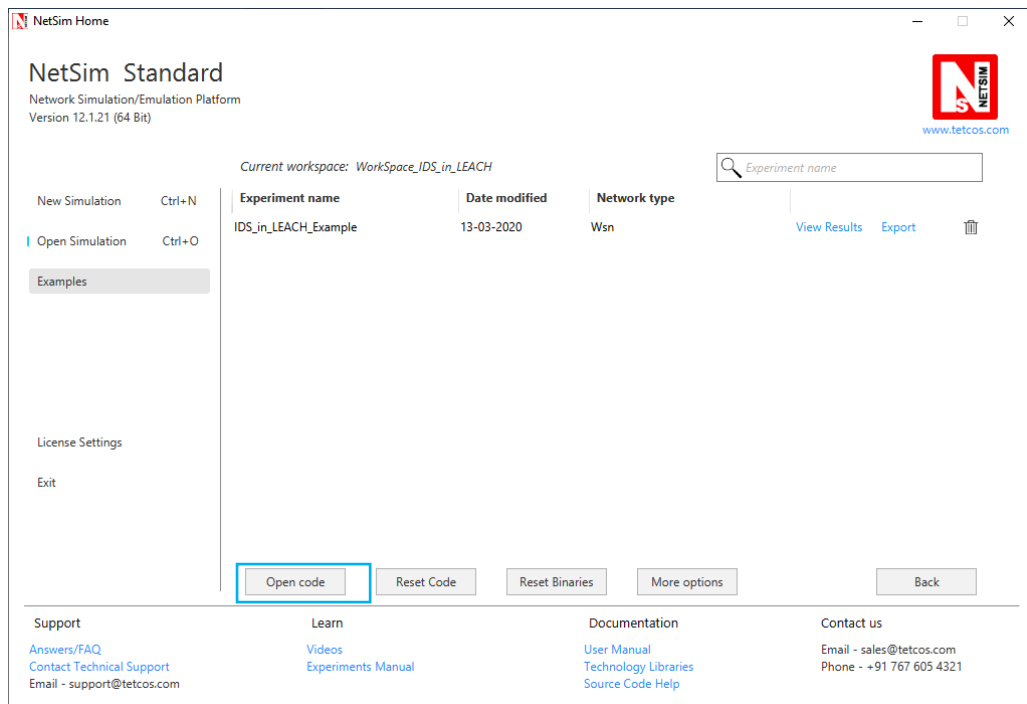 NetSim Home
NetSim Standard
Network Simulation/Emulation Platform
Version 12.1.21 (64 Bit)
N
S
NETSIM
www.tetcos.com
Current workspace: WorkSpace_IDS_in_LEACH
Experiment name
New Simulation Ctrl+N
Open Simulation Ctrl+O
Examples
License Settings
Exit
Experiment name Date modified Network type
IDS_in_LEACH_Example 13-03-2020 Wsn View Results Export
Open code Reset Code Reset Binaries More options Back
Support Learn Documentation Contact us
Answers/FAQ Videos User Manual Email - sales@tetcos.com
Contact Technical Support Experiments Manual Technology Libraries Phone - +91 767 605 4321
Email - support@tetcos.com Source Code Help